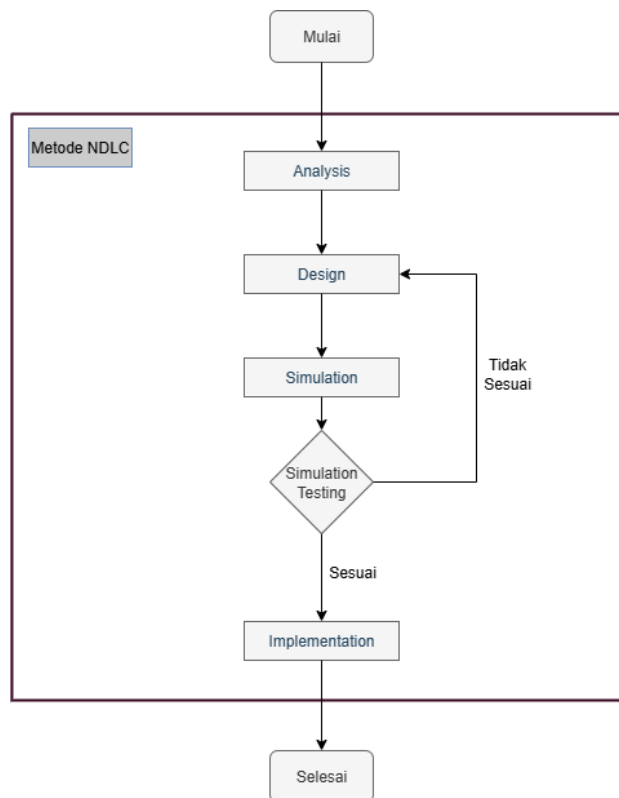 Mulai
Metode NDLC
Analysis
Design
Simulation
Tidak
Sesuai
Simulation
Testing
Sesuai
Implementation
Selesai